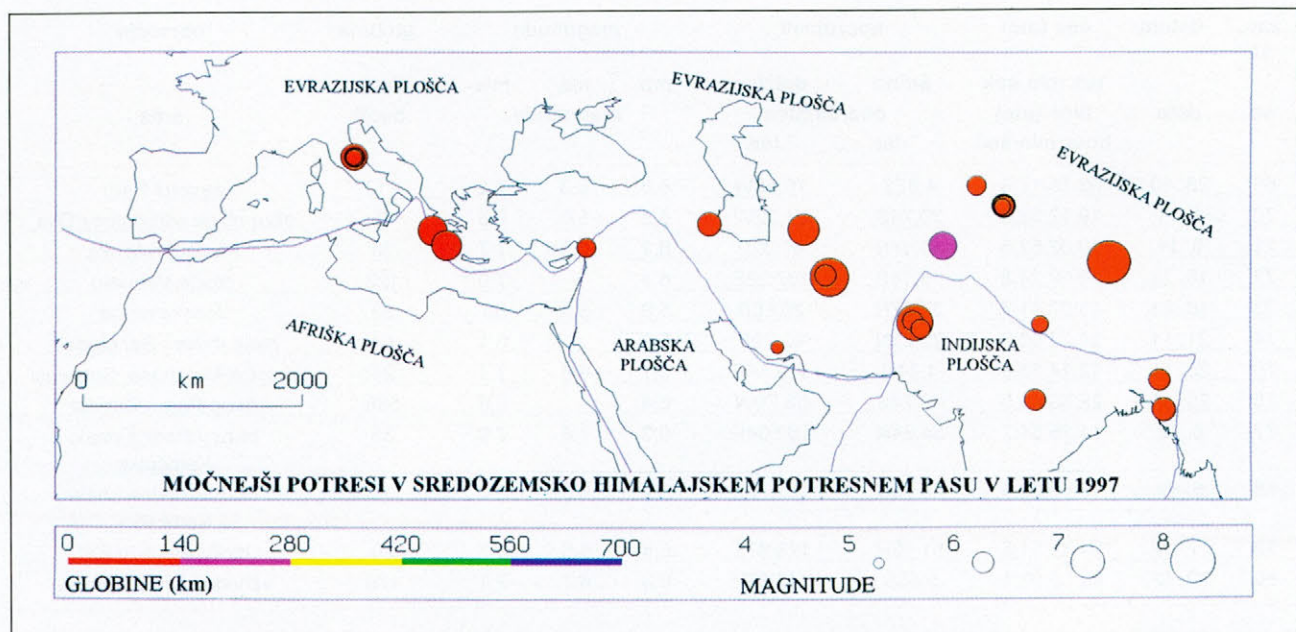 EVRAZIJSKA PLOŠČA
EVRAZIJSKA PLOŠČA
EVRAZIJSKA PLOŠČA
AFRIŠKA PLOŠČA
ARABSKA
PLOŠČA
INDIJSKA
PLOŠČA
0 km 2000
MOČNEJŠI POTRESI V SREDOZEMSKO HIMALAJSKEM POTRESNEM PASU V LETU 1997
0 140 280 420 560 700
GLOBINE (km)
4 5 6 7 8
MAGNITUDE